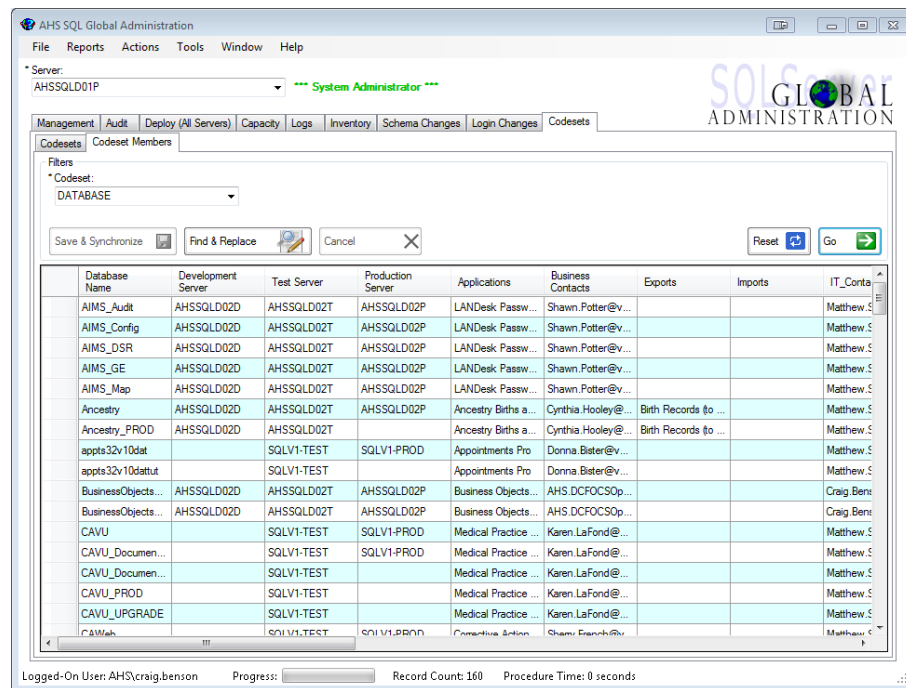 AHS SQL Global Administration
File Reports Actions Tools Window Help
* Server:
AHSSQLD01P *** System Administrator ***
SQLServer
GLOBAL
ADMINISTRATION
Management Audit Deploy (All Servers) Capacity Logs Inventory Schema Changes Login Changes Codesets
Codesets Codeset Members
Filters
* Codeset:
DATABASE
Save & Synchronize Find & Replace Cancel Reset Go
Database Name Development Server Test Server Production Server Applications Business Contacts Exports Imports IT_Conta
AIMS_Audit AHSSQLD02D AHSSQLD02T AHSSQLD02P LANDesk Passw... Shawn.Potter@v... Matthew.S
AIMS_Config AHSSQLD02D AHSSQLD02T AHSSQLD02P LANDesk Passw... Shawn.Potter@v... Matthew.S
AIMS_DSR AHSSQLD02D AHSSQLD02T AHSSQLD02P LANDesk Passw... Shawn.Potter@v... Matthew.S
AIMS_GE AHSSQLD02D AHSSQLD02T AHSSQLD02P LANDesk Passw... Shawn.Potter@v... Matthew.S
AIMS_Map AHSSQLD02D AHSSQLD02T AHSSQLD02P LANDesk Passw... Shawn.Potter@v... Matthew.S
Ancestry AHSSQLD02D AHSSQLD02T AHSSQLD02P Ancestry Births a... Cynthia.Hooley@... Birth Records (to ... Matthew.S
Ancestry_PROD AHSSQLD02D AHSSQLD02T Ancestry Births a... Cynthia.Hooley@... Birth Records (to ... Matthew.S
appts32v10dat SQLV1-TEST SQLV1-PROD Appointments Pro Donna.Bister@v... Matthew.S
appts32v10dattut SQLV1-TEST Appointments Pro Donna.Bister@v... Matthew.S
BusinessObjects... AHSSQLD02D AHSSQLD02T AHSSQLD02P Business Objects... AHS.DCFOCSOp... Craig.Bens
BusinessObjects... AHSSQLD02D AHSSQLD02T AHSSQLD02P Business Objects... AHS.DCFOCSOp... Craig.Bens
CAVU SQLV1-TEST SQLV1-PROD Medical Practice ... Karen.LaFond@... Matthew.S
CAVU_Documen... SQLV1-TEST SQLV1-PROD Medical Practice ... Karen.LaFond@... Matthew.S
CAVU_Documen... SQLV1-TEST Medical Practice ... Karen.LaFond@... Matthew.S
CAVU_PROD SQLV1-TEST Medical Practice ... Karen.LaFond@... Matthew.S
CAVU_UPGRADE SQLV1-TEST Medical Practice ... Karen.LaFond@... Matthew.S
CAWeb SQLV1-TEST SQLV1-PROD Corrective Action Sherry.French@v... Matthew.S
Logged-On User: AHS\craig.benson Progress: Record Count: 160 Procedure Time: 0 seconds